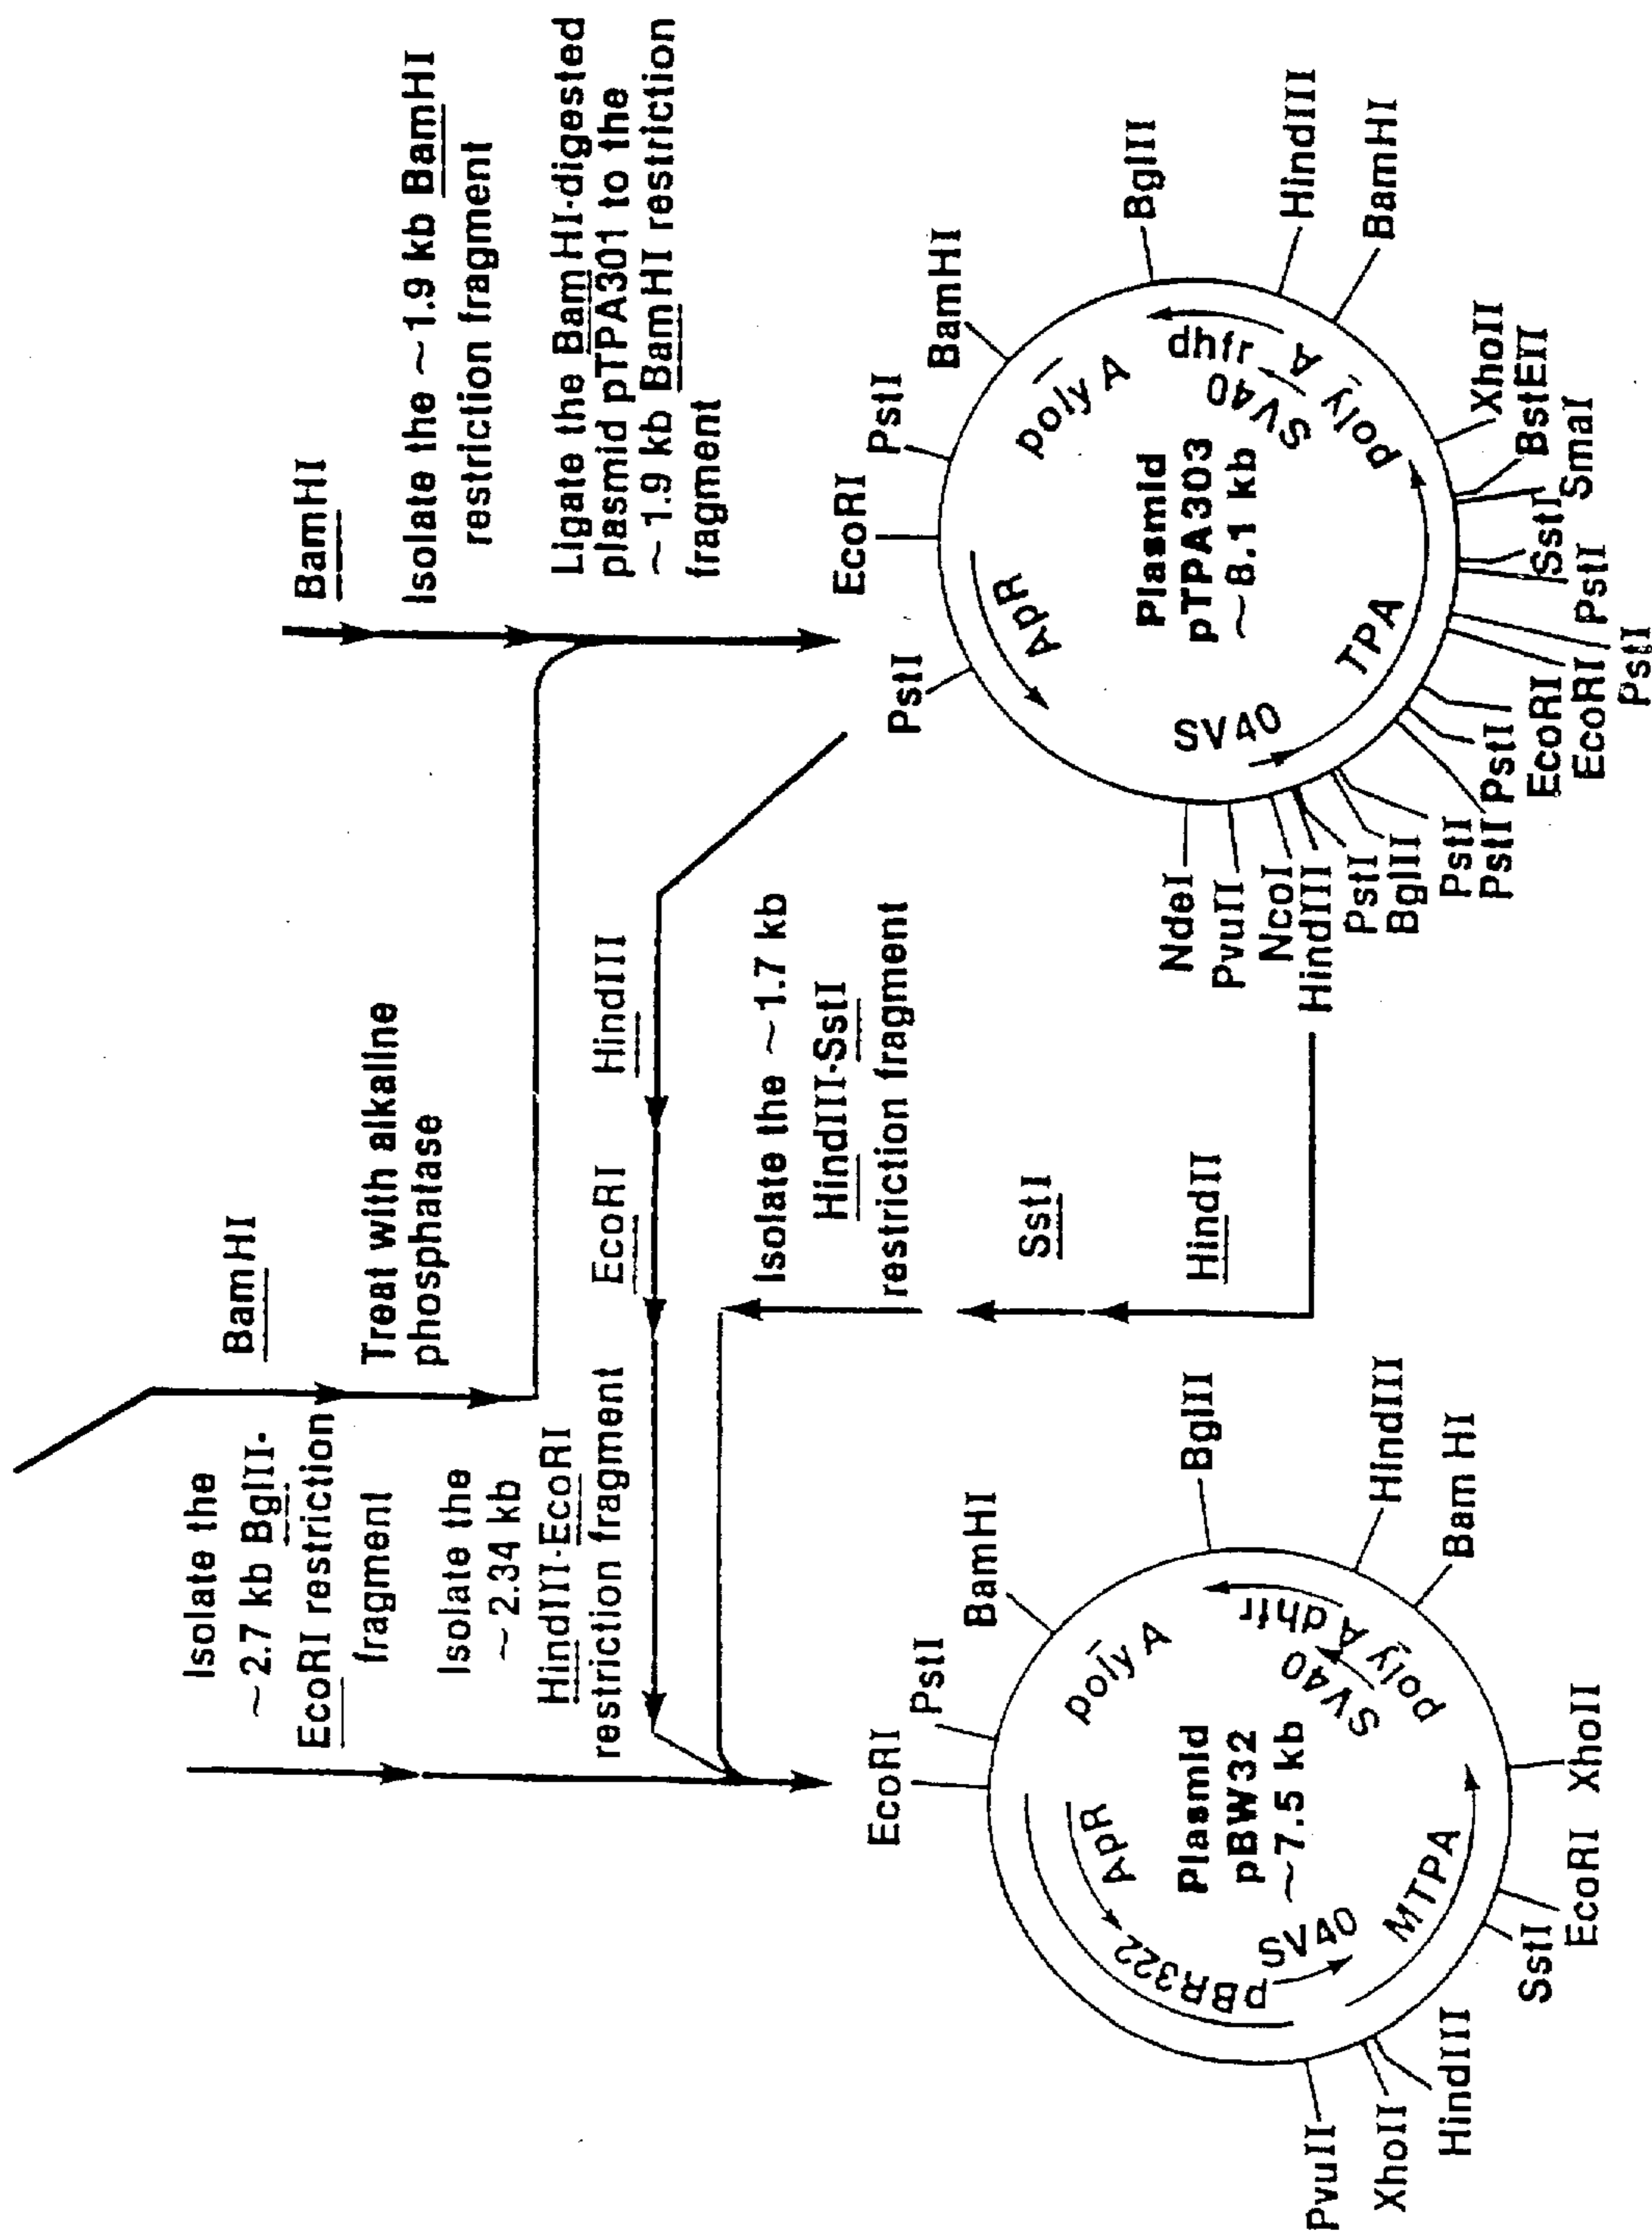 Isolate the
~2.7 kb BglII-
EcoRI restriction
fragment
BamHI
Treat with alkaline
phosphatase
BamHI
Isolate the ~1.9 kb BamHI
restriction fragment
Ligate the BamHI-digested
plasmid pTPA301 to the
~1.9 kb BamHI restriction
fragment
Isolate the
~2.34 kb
HindIII-EcoRI
restriction fragment
EcoRI
HindIII
Isolate the ~1.7 kb
HindIII-SstI
restriction fragment
SstI
HindII
EcoRI
PstI
BamHI
BglII
HindIII
Bam HI
XhoII
EcoRI
SstI
HindIII
XhoII
PvuII
ApR
pBR322
SV40
MTPA
poly A
SV40
dhfr
poly A
Plasmid
pBW32
~7.5 kb
PstI
EcoRI
PstI
BamHI
BglII
HindIII
BamHI
XhoII
BstEII
SmaI
SstI
PstI
PstI
EcoRI
EcoRI
PstI
PstI
PstI
BglII
PstI
HindIII
NcoI
PvuII
NdeI
ApR
SV40
TPA
poly A
SV40
dhfr
poly A
Plasmid
pTPA303
~8.1 kb